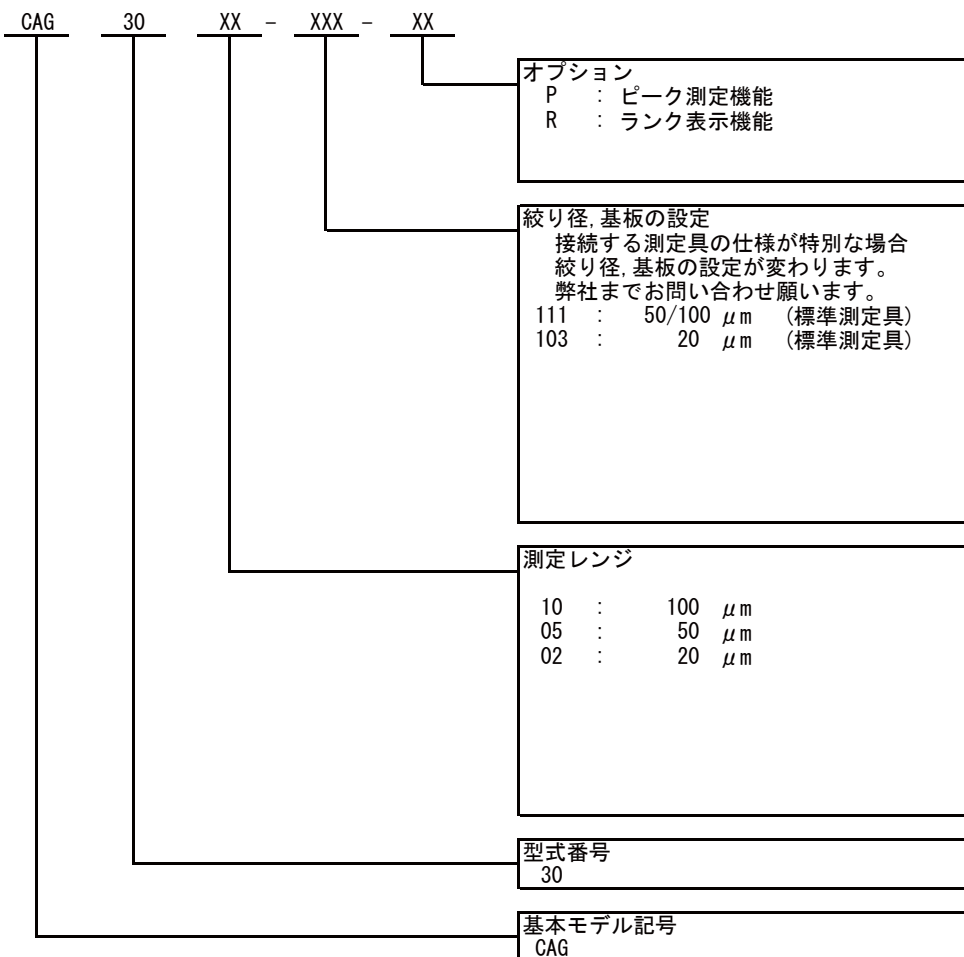 CAG 30 XX - XXX - XX
オプション
P : ピーク測定機能
R : ランク表示機能
絞り径,基板の設定
接続する測定具の仕様が特別な場合
絞り径,基板の設定が変わります。
弊社までお問い合わせ願います。
111 : 50/100 μm (標準測定具)
103 : 20 μm (標準測定具)
測定レンジ
10 : 100 μm
05 : 50 μm
02 : 20 μm
型式番号
30
基本モデル記号
CAG